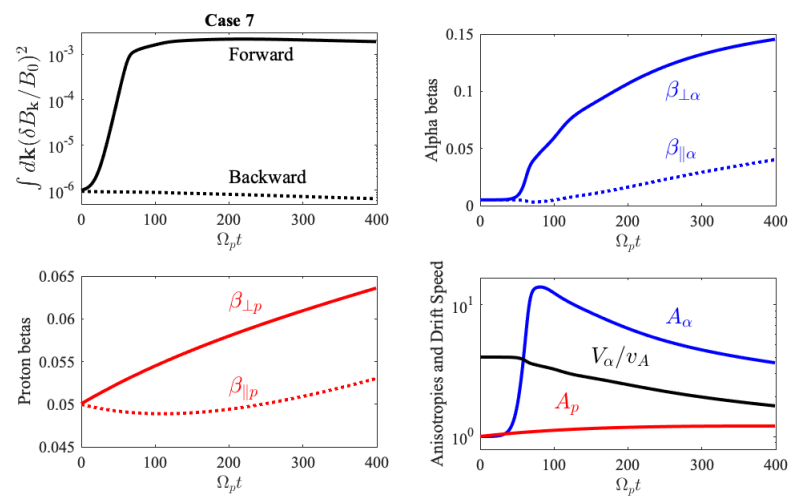 Case 7
∫ dk(δB_k/B_0)^2
10^-3
10^-4
10^-5
10^-6
Forward
Backward
0 100 200 300 400
Ω_p t
Alpha betas
0.15
0.1
0.05
0
β_⊥α
β_∥α
0 100 200 300 400
Ω_p t
Proton betas
0.065
0.06
0.055
0.05
0.045
β_⊥p
β_∥p
0 100 200 300 400
Ω_p t
Anisotropies and Drift Speed
10^1
10^0
A_α
V_α/v_A
A_p
0 100 200 300 400
Ω_p t